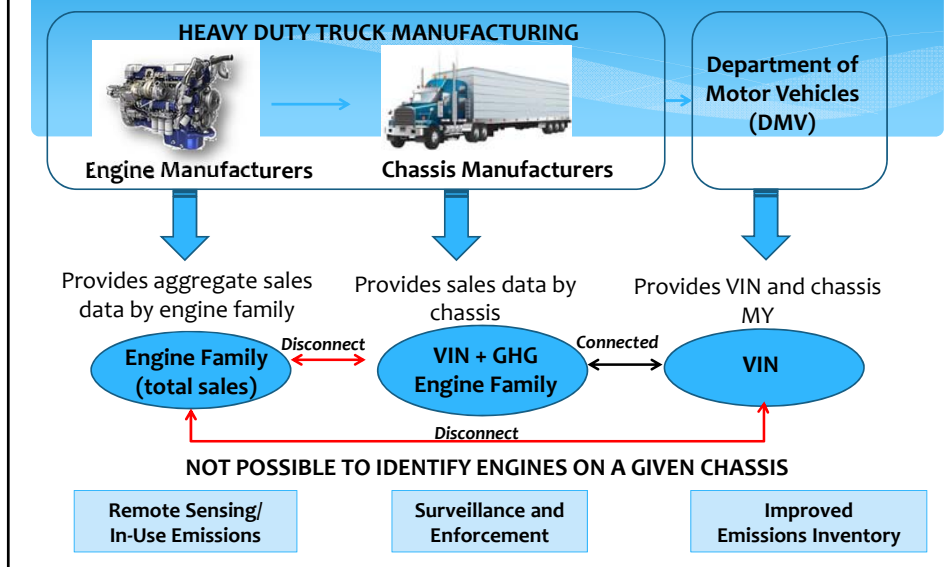 HEAVY DUTY TRUCK MANUFACTURING
Engine Manufacturers
Chassis Manufacturers
Department of
Motor Vehicles
(DMV)
Provides aggregate sales
data by engine family
Provides sales data by
chassis
Provides VIN and chassis
MY
Engine Family
(total sales)
Disconnect
VIN + GHG
Engine Family
Connected
VIN
Disconnect
NOT POSSIBLE TO IDENTIFY ENGINES ON A GIVEN CHASSIS
Remote Sensing/
In-Use Emissions
Surveillance and
Enforcement
Improved
Emissions Inventory